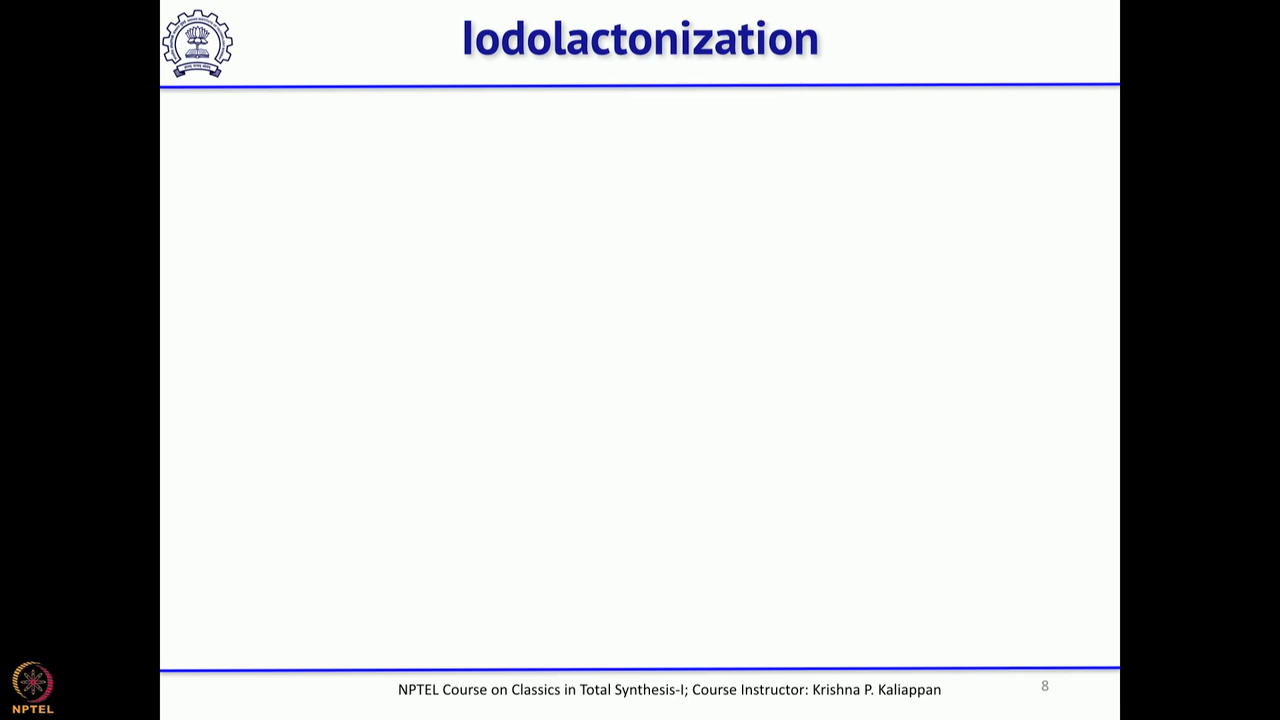 Iodolactonization
NPTEL Course on Classics in Total Synthesis-I; Course Instructor: Krishna P. Kaliappan
8
NPTEL